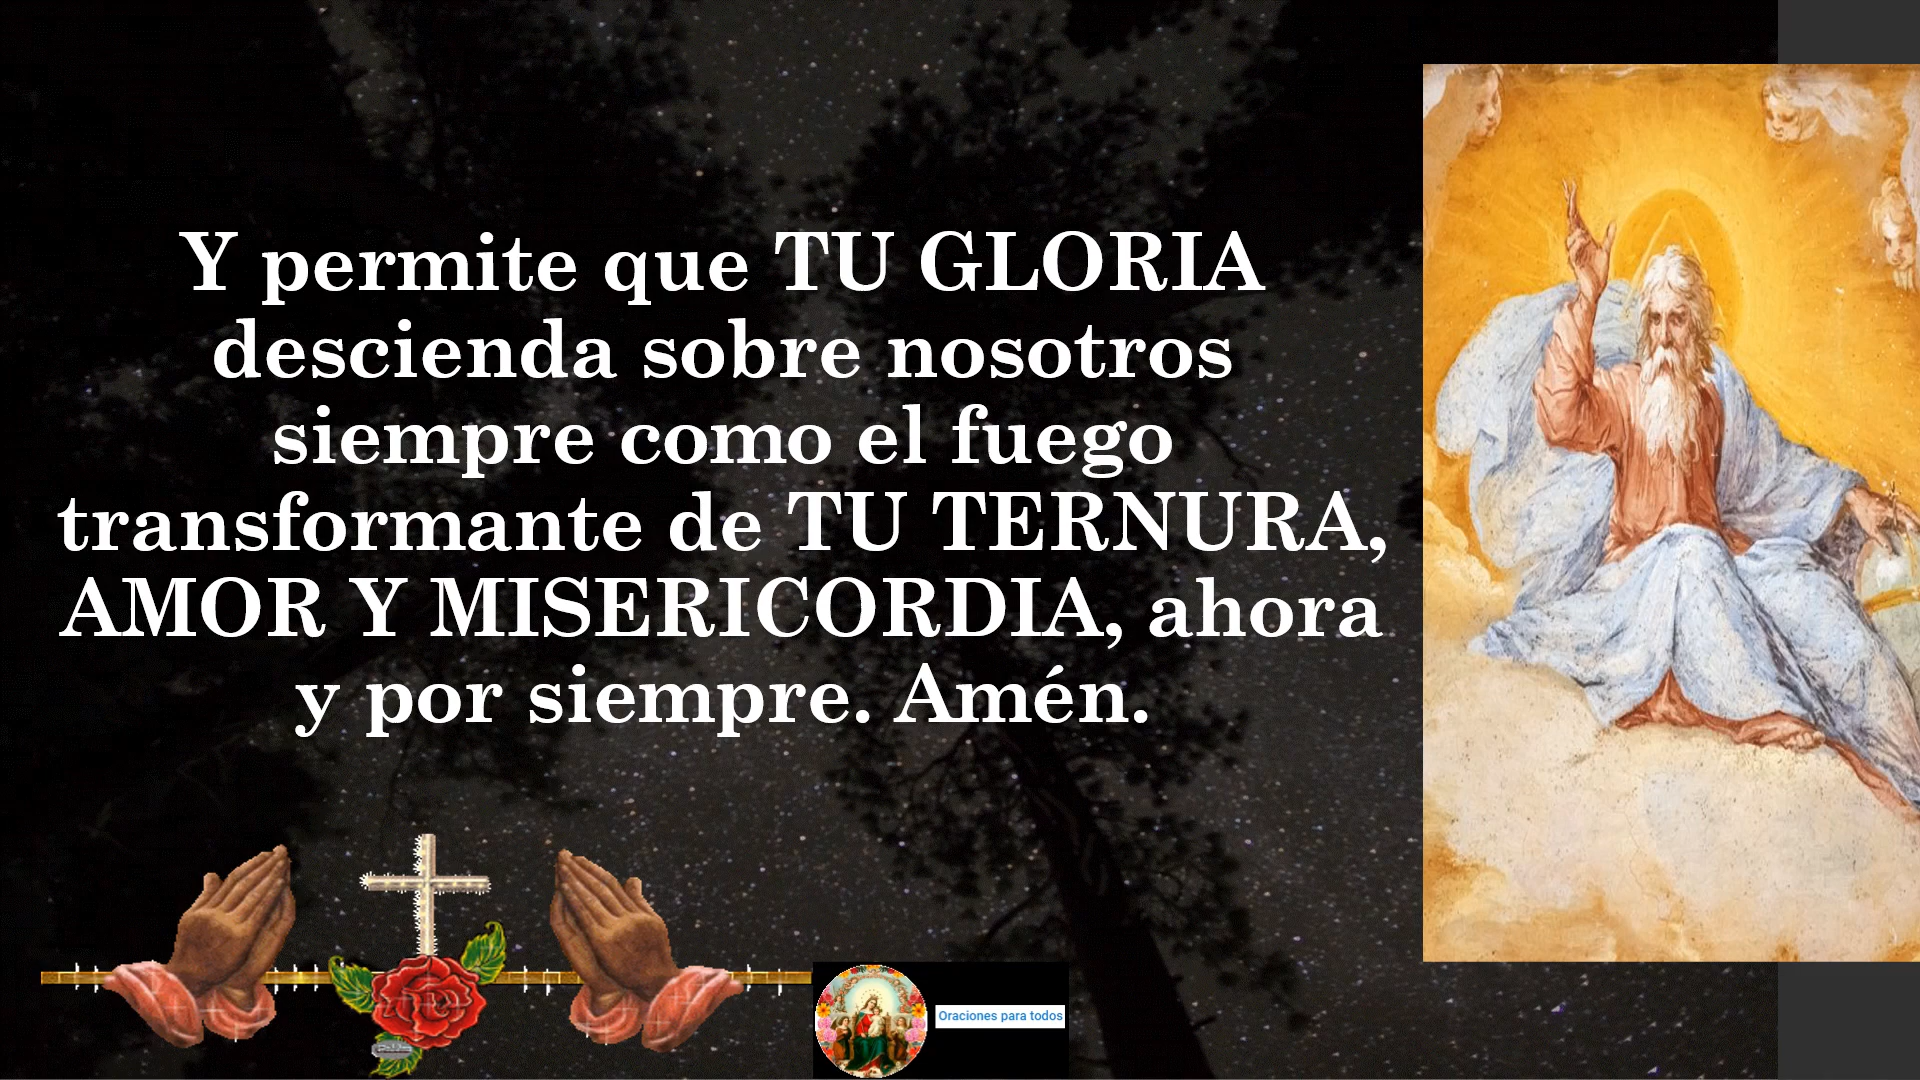 Y permite que TU GLORIA
descienda sobre nosotros
siempre como el fuego
transformante de TU TERNURA,
AMOR Y MISERICORDIA, ahora
y por siempre. Amén.
Oraciones para todos